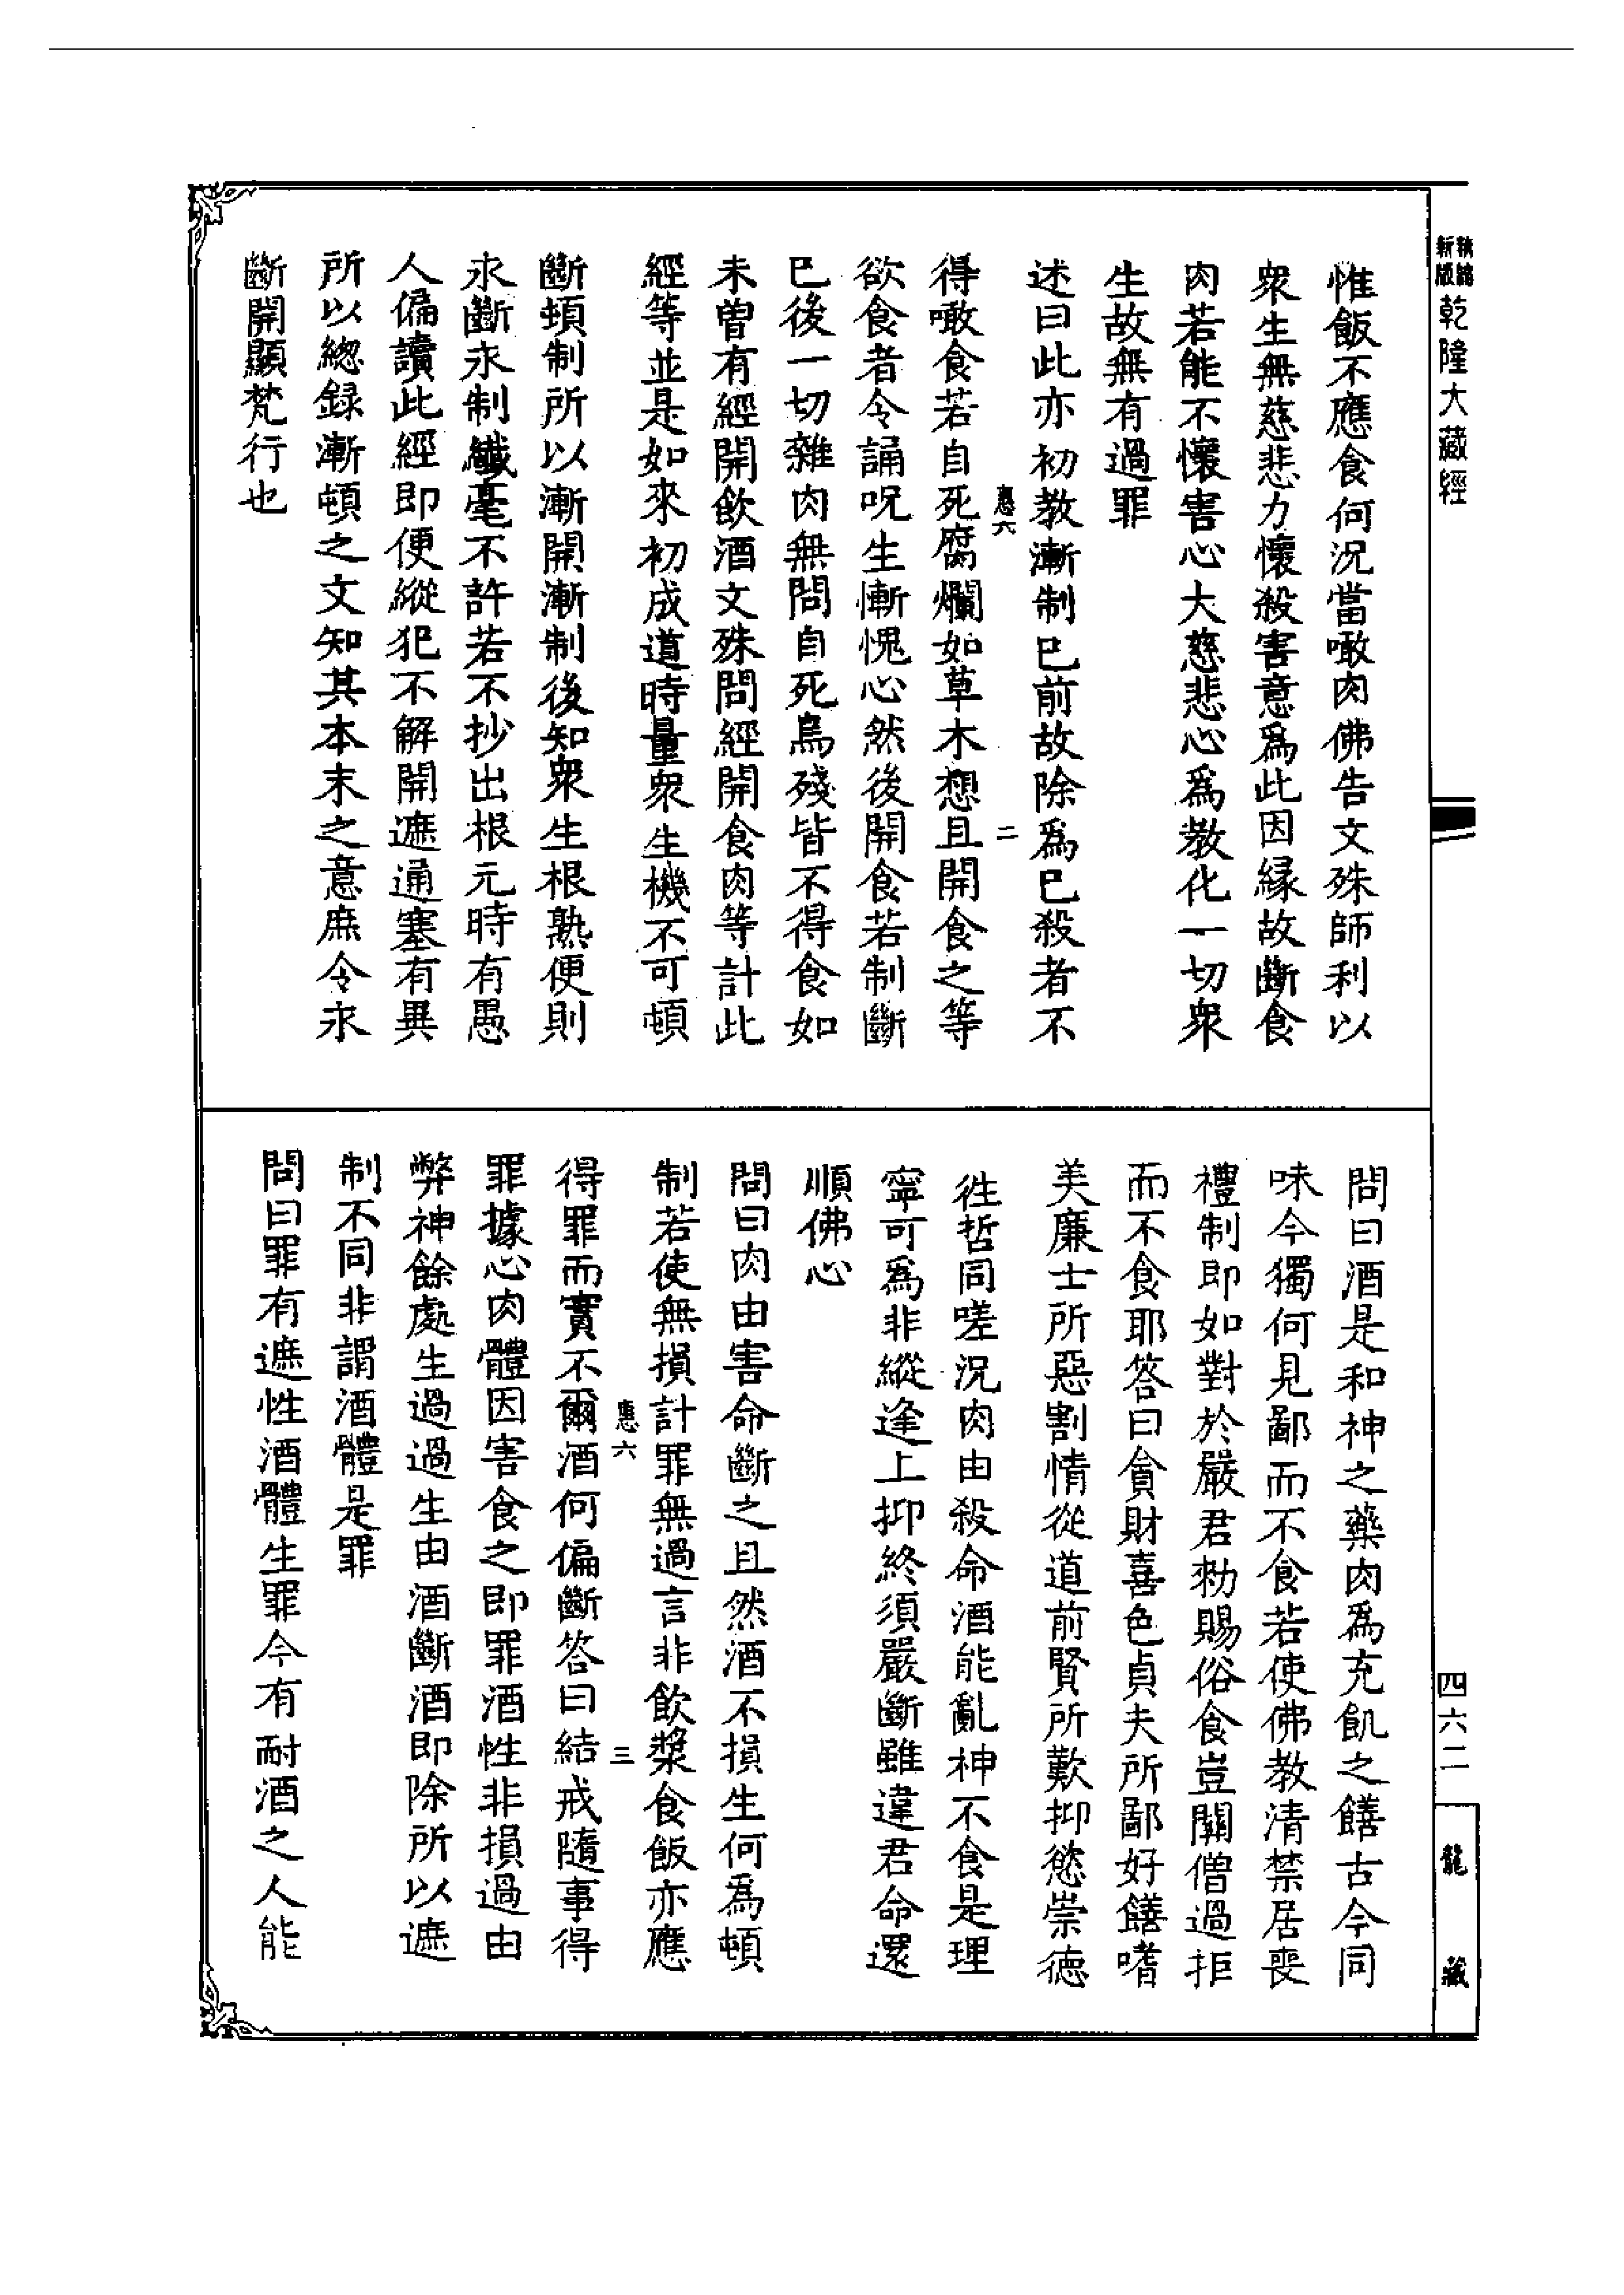 精縮
新版
乾隆大藏經
惟飯不應食何況當噉肉佛告文殊師利以
衆生無慈悲力懷殺害意爲此因緣故斷食
肉若能不懷害心大慈悲心爲教化一切衆
生故無有過罪
述曰此亦初教漸制巳前故除爲巳殺者不
惠六
二
得噉食若自死腐爛如草木想且開食之等
欲食者令誦呪生慚愧心然後開食若制斷
巳後一切雜肉無問自死鳥殘皆不得食如
未曾有經開飲酒文殊問經開食肉等計此
經等並是如來初成道時量衆生機不可頓
斷頓制所以漸開漸制後知衆生根熟便則
永斷永制纖毫不許若不抄出根元時有愚
人偏讀此經即便縱犯不解開遮通塞有異
所以總録漸頓之文知其本末之意庶令永
斷開顯梵行也
問曰酒是和神之藥肉爲充飢之饍古今同
味今獨何見鄙而不食若使佛教清禁居喪
禮制即如對於嚴君勑賜俗食豈關僧過拒
而不食耶答曰貪財喜色貞夫所鄙好饍嗜
美廉士所惡割情從道前賢所歎抑慾崇德
徃哲同嗟況肉由殺命酒能亂神不食是理
寧可爲非縱逢上抑終須嚴斷雖違君命還
順佛心
問曰肉由害命斷之且然酒不損生何爲頓
制若使無損計罪無過言非飲漿食飯亦應
惠六
三
得罪而實不爾酒何偏斷答曰結戒隨事得
罪據心肉體因害食之即罪罪酒性非損過由
弊神餘處生過過生由酒斷酒即除所以遮
制不同非謂酒體是罪
問曰罪有遮性酒體生罪今有耐酒之人能
四六二
龍藏